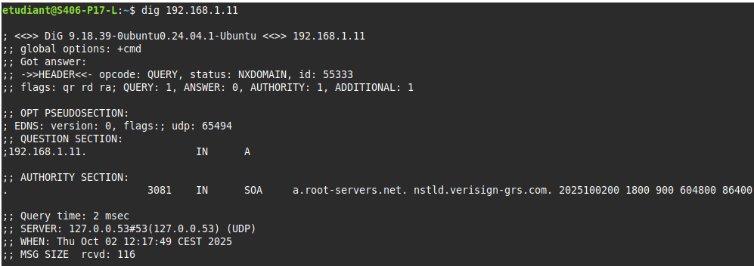 etudiant@S406-P17-L:~$ dig 192.168.1.11
; <<>> DiG 9.18.39-0ubuntu0.24.04.1-Ubuntu <<>> 192.168.1.11
;; global options: +cmd
;; Got answer:
;; ->>HEADER<<- opcode: QUERY, status: NXDOMAIN, id: 55333
;; flags: qr rd ra; QUERY: 1, ANSWER: 0, AUTHORITY: 1, ADDITIONAL: 1
;; OPT PSEUDOSECTION:
; EDNS: version: 0, flags:; udp: 65494
;; QUESTION SECTION:
;192.168.1.11. IN A
;; AUTHORITY SECTION:
. 3081 IN SOA a.root-servers.net. nstld.verisign-grs.com. 2025100200 1800 900 604800 86400
;; Query time: 2 msec
;; SERVER: 127.0.0.53#53(127.0.0.53) (UDP)
;; WHEN: Thu Oct 02 12:17:49 CEST 2025
;; MSG SIZE rcvd: 116